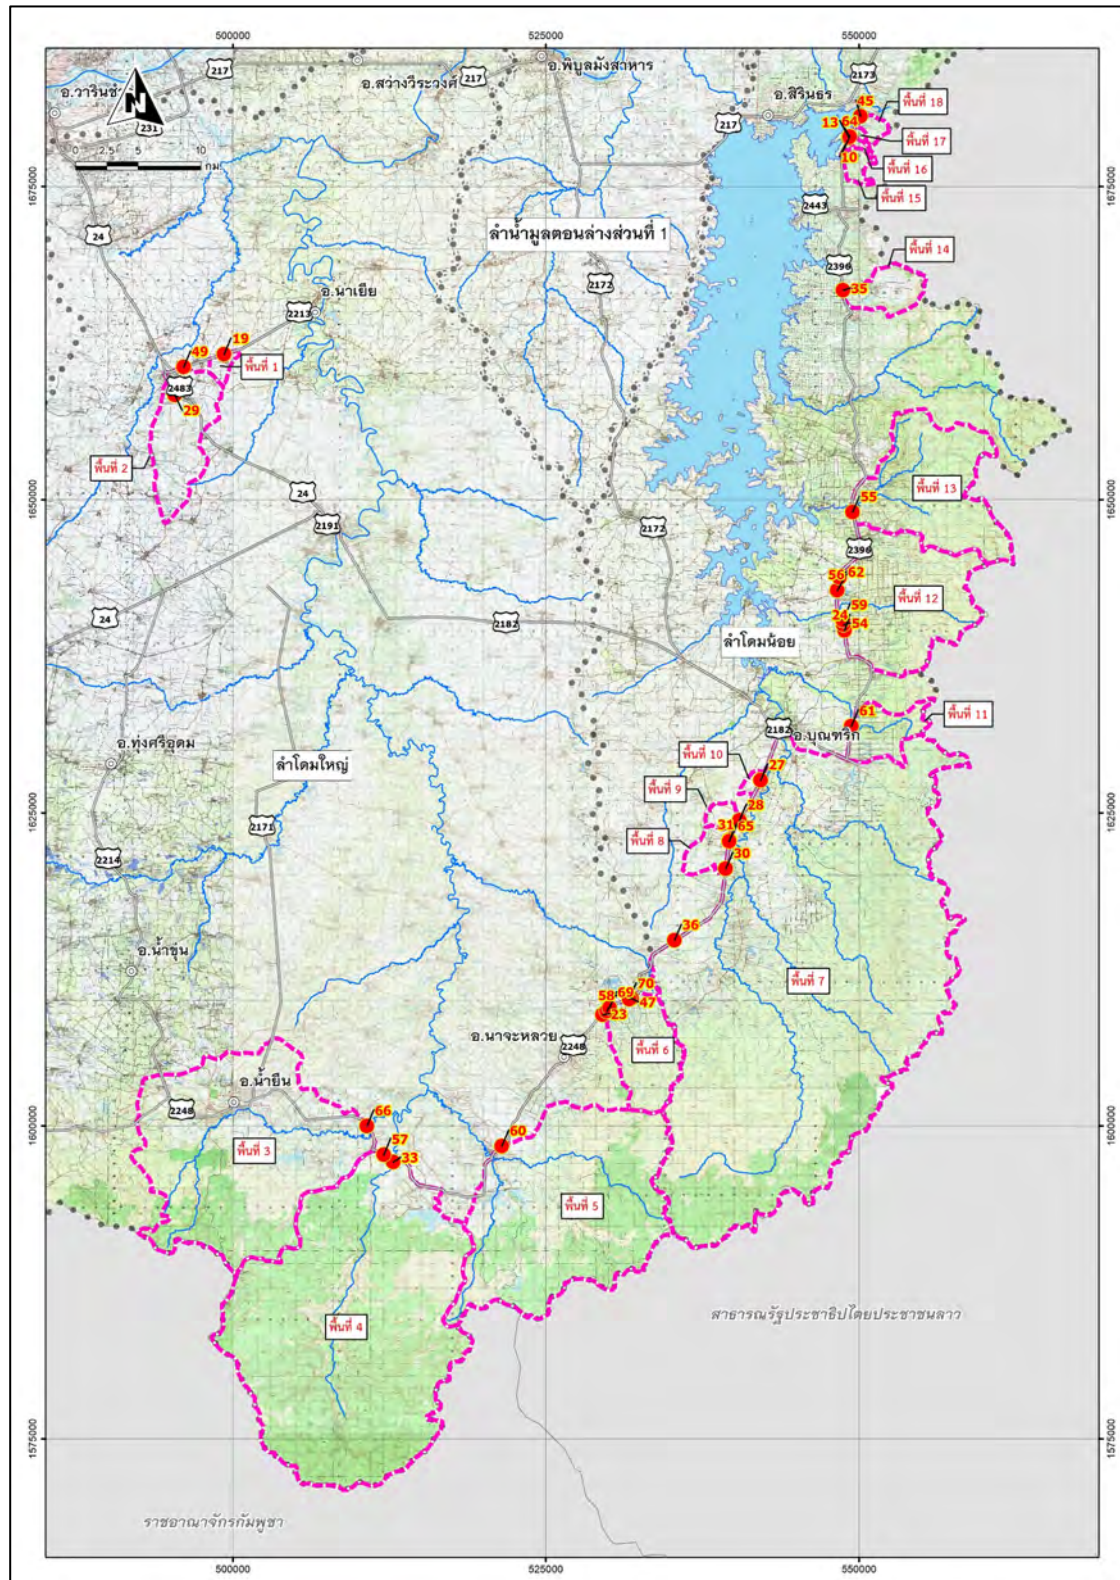 500000
525000
550000
217
อ.สว่างวีระวงศ์
217
อ.พิบูลมังสาหาร
2173
อ.วารินชำ
N
231
อ.สิรินธร
217
45
พื้นที่ 18
13
64
พื้นที่ 17
10
พื้นที่ 16
พื้นที่ 15
0 2.5 5 10
กม.
1675000
1675000
2443
24
ลำน้ำมูลตอนล่างส่วนที่ 1
พื้นที่ 14
2396
2172
35
อ.นาเยีย
2213
49
19
พื้นที่ 1
2483
29
พื้นที่ 2
พื้นที่ 13
24
55
1650000
1650000
2191
2172
2396
56
62
24
2182
59
24
54
พื้นที่ 12
ลำโดมน้อย
61
พื้นที่ 11
2182
อ.บุณฑริก
อ.ทุ่งศรีอุดม
ลำโดมใหญ่
พื้นที่ 10
27
พื้นที่ 9
28
1625000
1625000
2171
31
65
พื้นที่ 8
2214
30
36
อ.น้ำขุ่น
พื้นที่ 7
70
69
58
47
23
อ.นาจะหลวย
2248
พื้นที่ 6
อ.น้ำยืน
2248
66
1600000
1600000
60
57
พื้นที่ 3
33
พื้นที่ 5
พื้นที่ 4
สาธารณรัฐประชาธิปไตยประชาชนลาว
1575000
1575000
ราชอาณาจักรกัมพูชา
500000
525000
550000